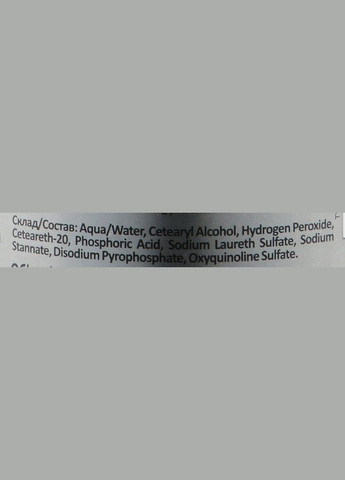 Склад/Состав: Aqua/Water, Cetearyl Alcohol, Hydrogen Peroxide,
Ceteareth-20, Phosphoric Acid, Sodium Laureth Sulfate, Sodium
Stannate, Disodium Pyrophosphate, Oxyquinoline Sulfate.